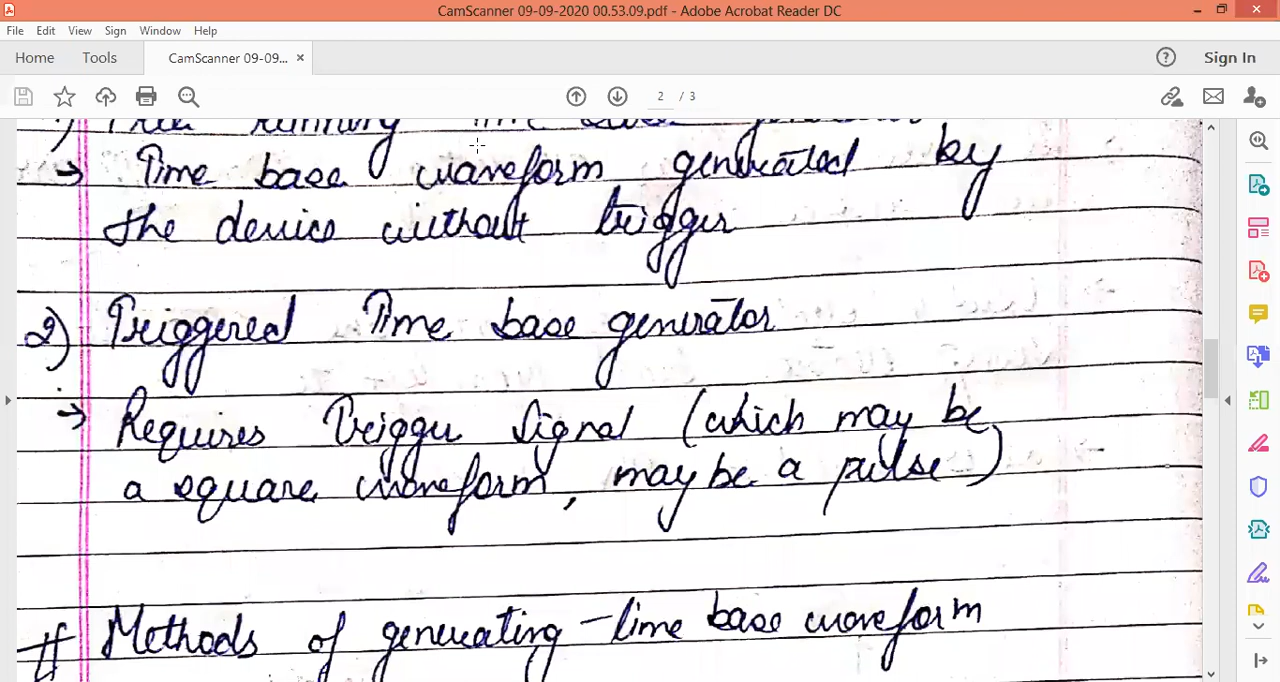 CamScanner 09-09-2020 00.53.09.pdf - Adobe Acrobat Reader DC
File Edit View Sign Window Help
Home Tools CamScanner 09-09... × Sign In
2 / 3
running
→ Time base waveform generated by
the device without trigger
2) Triggered Time base generator
→ Requires Trigger Signal (which may be
a square waveform, may be a pulse)
# Methods of generating time base waveform